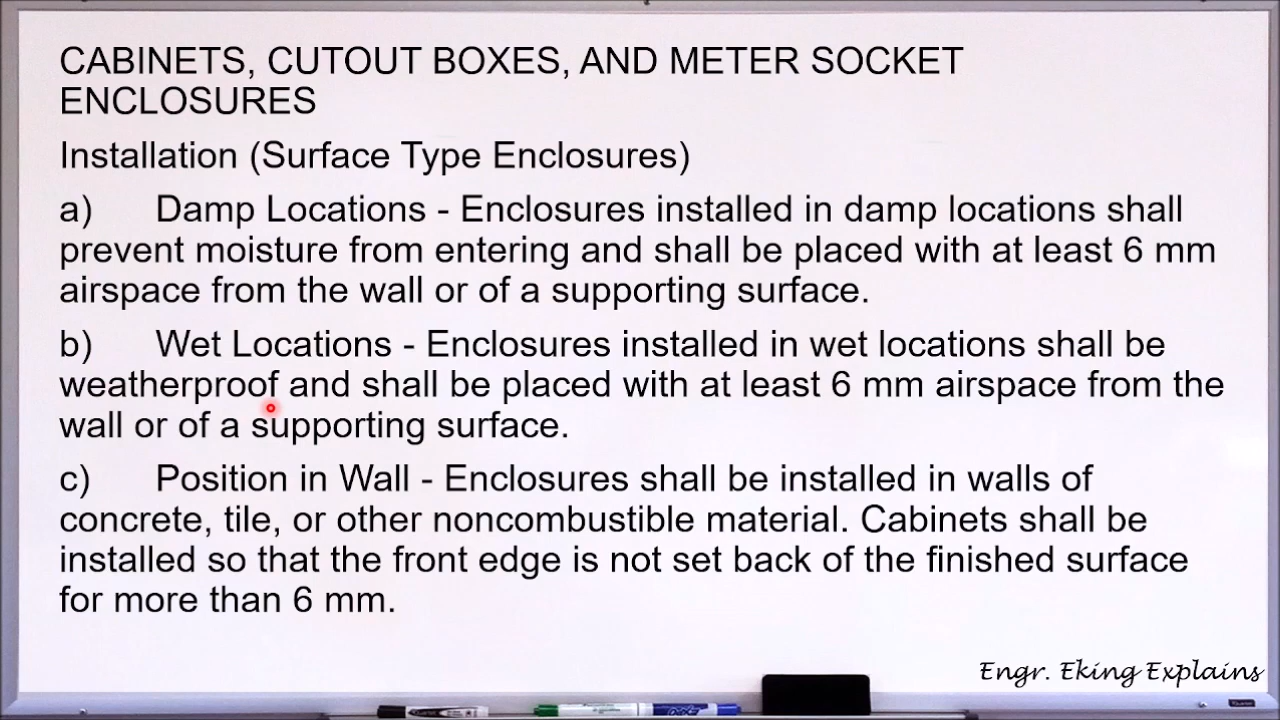 CABINETS, CUTOUT BOXES, AND METER SOCKET
ENCLOSURES
Installation (Surface Type Enclosures)
a) Damp Locations - Enclosures installed in damp locations shall
prevent moisture from entering and shall be placed with at least 6 mm
airspace from the wall or of a supporting surface.
b) Wet Locations - Enclosures installed in wet locations shall be
weatherproof and shall be placed with at least 6 mm airspace from the
wall or of a supporting surface.
c) Position in Wall - Enclosures shall be installed in walls of
concrete, tile, or other noncombustible material. Cabinets shall be
installed so that the front edge is not set back of the finished surface
for more than 6 mm.
Engr. Eking Explains